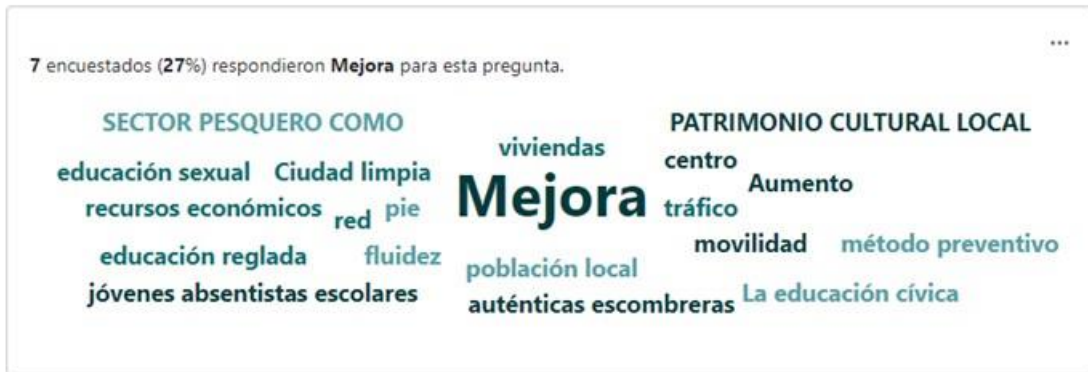 ...
7 encuestados (27%) respondieron Mejora para esta pregunta.
SECTOR PESQUERO COMO
PATRIMONIO CULTURAL LOCAL
viviendas
centro
educación sexual
Ciudad limpia
Mejora
Aumento
recursos económicos
red
pie
tráfico
movilidad
método preventivo
educación reglada
fluidez
población local
jóvenes absentistas escolares
auténticas escombreras
La educación cívica